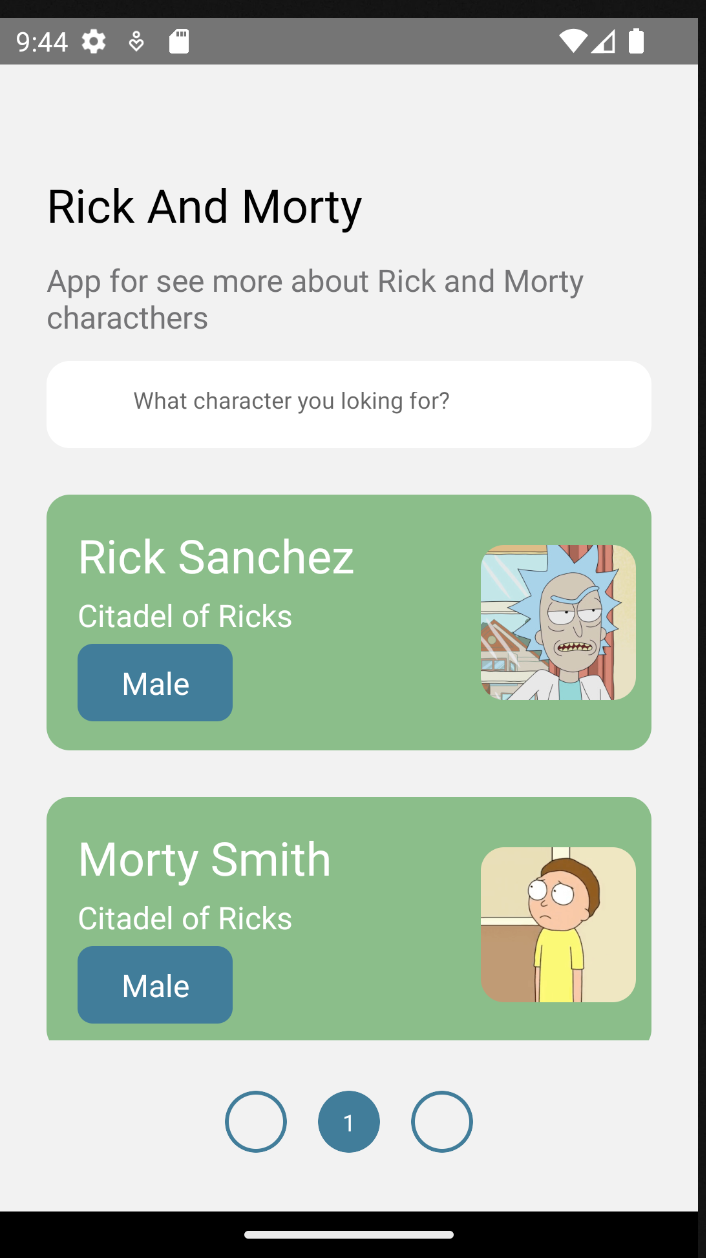 9:44
Rick And Morty
App for see more about Rick and Morty
characthers
What character you loking for?
Rick Sanchez
Citadel of Ricks
Male
Morty Smith
Citadel of Ricks
Male
1